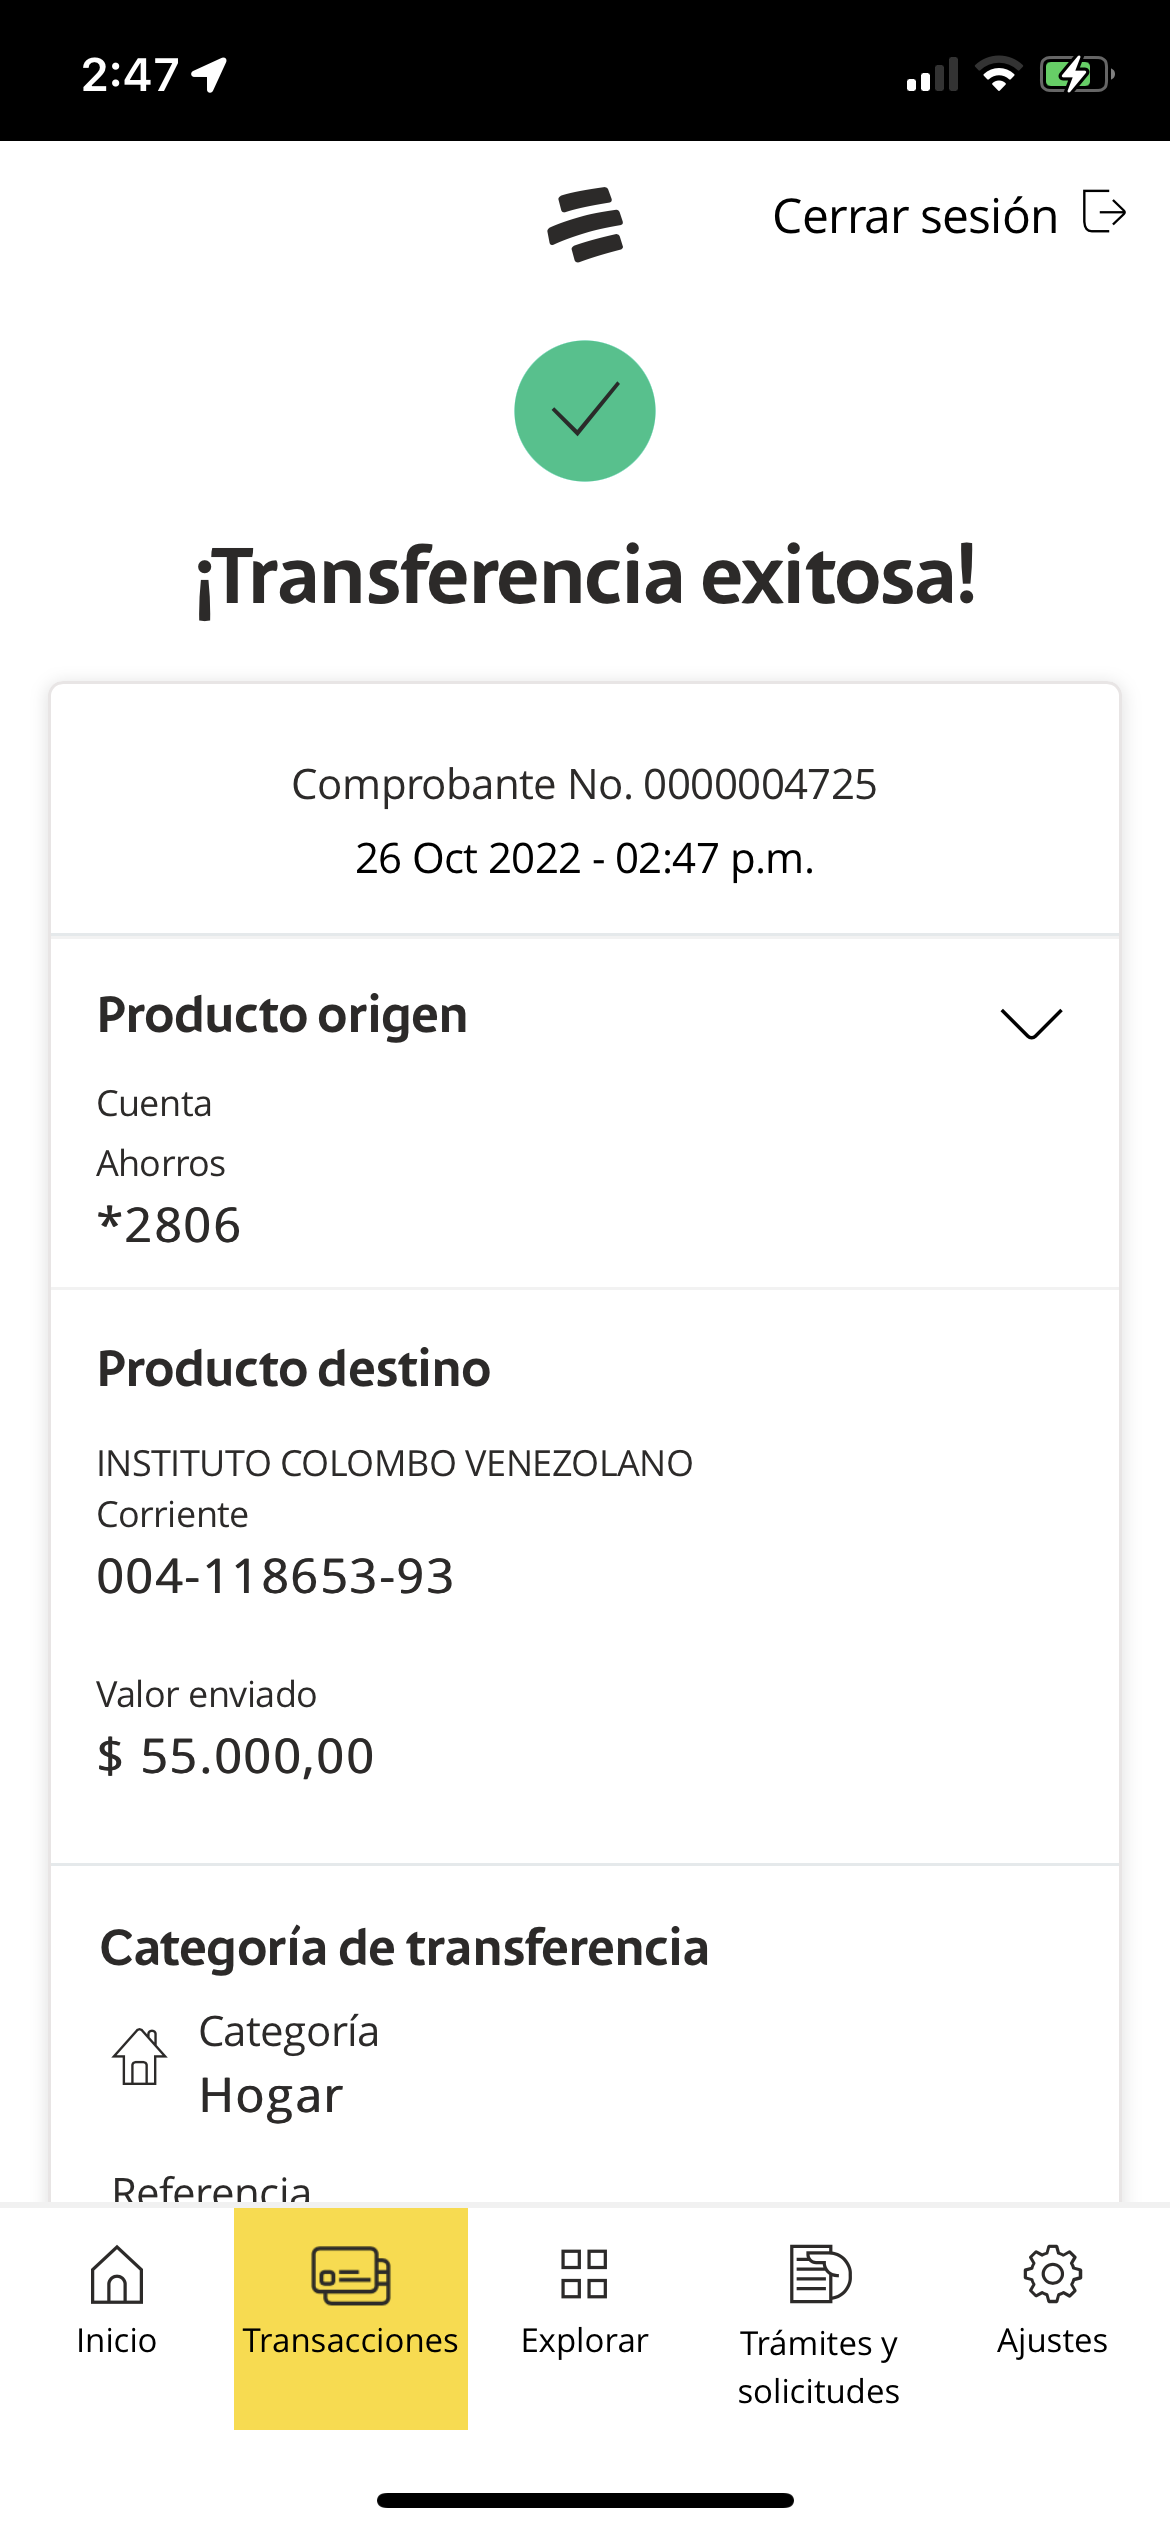 2:47
Cerrar sesión
¡Transferencia exitosa!
Comprobante No. 0000004725
26 Oct 2022 - 02:47 p.m.
Producto origen
Cuenta
Ahorros
*2806
Producto destino
INSTITUTO COLOMBO VENEZOLANO
Corriente
004-118653-93
Valor enviado
$ 55.000,00
Categoría de transferencia
Categoría
Hogar
Referencia
Inicio
Transacciones
Explorar
Trámites y
solicitudes
Ajustes